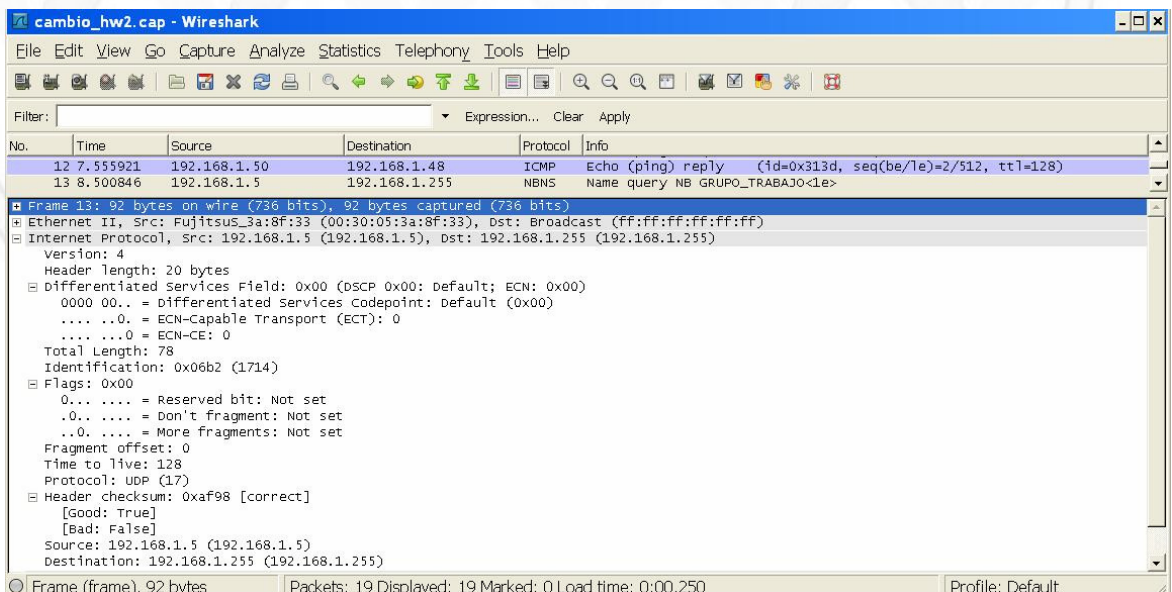 cambio_hw2.cap - Wireshark
File Edit View Go Capture Analyze Statistics Telephony Tools Help
Filter: Expression... Clear Apply
No. Time Source Destination Protocol Info
12 7.555921 192.168.1.50 192.168.1.48 ICMP Echo (ping) reply (id=0x313d, seq(be/le)=2/512, ttl=128)
13 8.500846 192.168.1.5 192.168.1.255 NBNS Name query NB GRUPO_TRABAJO<1e>
Frame 13: 92 bytes on wire (736 bits), 92 bytes captured (736 bits)
Ethernet II, Src: FujitsuS_3a:8f:33 (00:30:05:3a:8f:33), Dst: Broadcast (ff:ff:ff:ff:ff:ff)
Internet Protocol, Src: 192.168.1.5 (192.168.1.5), Dst: 192.168.1.255 (192.168.1.255)
Version: 4
Header length: 20 bytes
Differentiated Services Field: 0x00 (DSCP 0x00: Default; ECN: 0x00)
0000 00.. = Differentiated Services Codepoint: Default (0x00)
.... ..0. = ECN-Capable Transport (ECT): 0
.... ...0 = ECN-CE: 0
Total Length: 78
Identification: 0x06b2 (1714)
Flags: 0x00
0... .... = Reserved bit: Not set
.0.. .... = Don't fragment: Not set
..0. .... = More fragments: Not set
Fragment offset: 0
Time to live: 128
Protocol: UDP (17)
Header checksum: 0xaf98 [correct]
[Good: True]
[Bad: False]
Source: 192.168.1.5 (192.168.1.5)
Destination: 192.168.1.255 (192.168.1.255)
Frame (frame), 92 bytes Packets: 19 Displayed: 19 Marked: 0 Load time: 0:00.250 Profile: Default